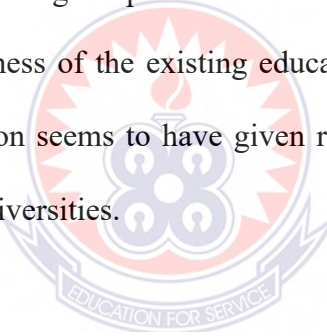 ness of the existing educa
on seems to have given r
iversities.
EDUCATION FOR SERVICE